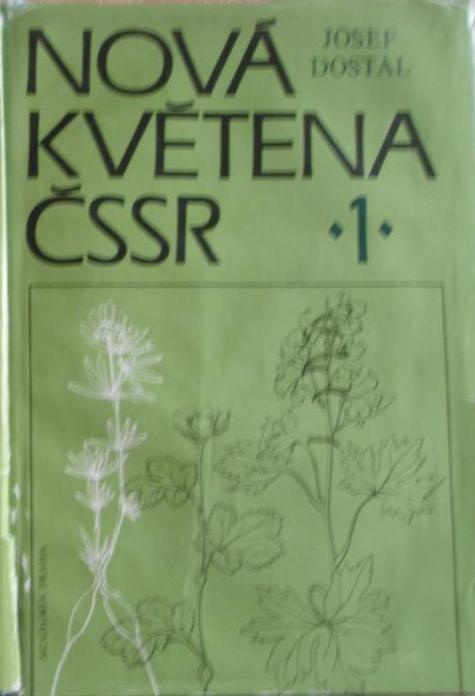 NOVÁ
KVĚTENA
ČSSR
JOSEF
DOSTÁL
·1·